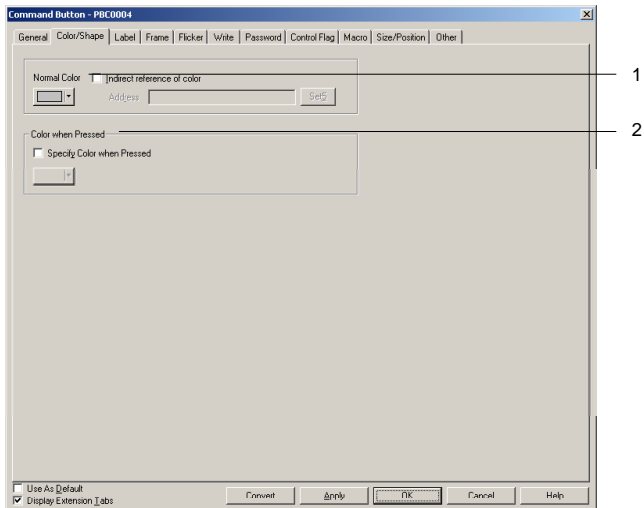 Command Button - PBC0004
General Color/Shape Label Frame Flicker Write Password Control Flag Macro Size/Position Other
Normal Color Indirect reference of color 1
Address Set5
Color when Pressed 2
Specify Color when Pressed
Use As Default
Display Extension Tabs Convert Apply OK Cancel Help